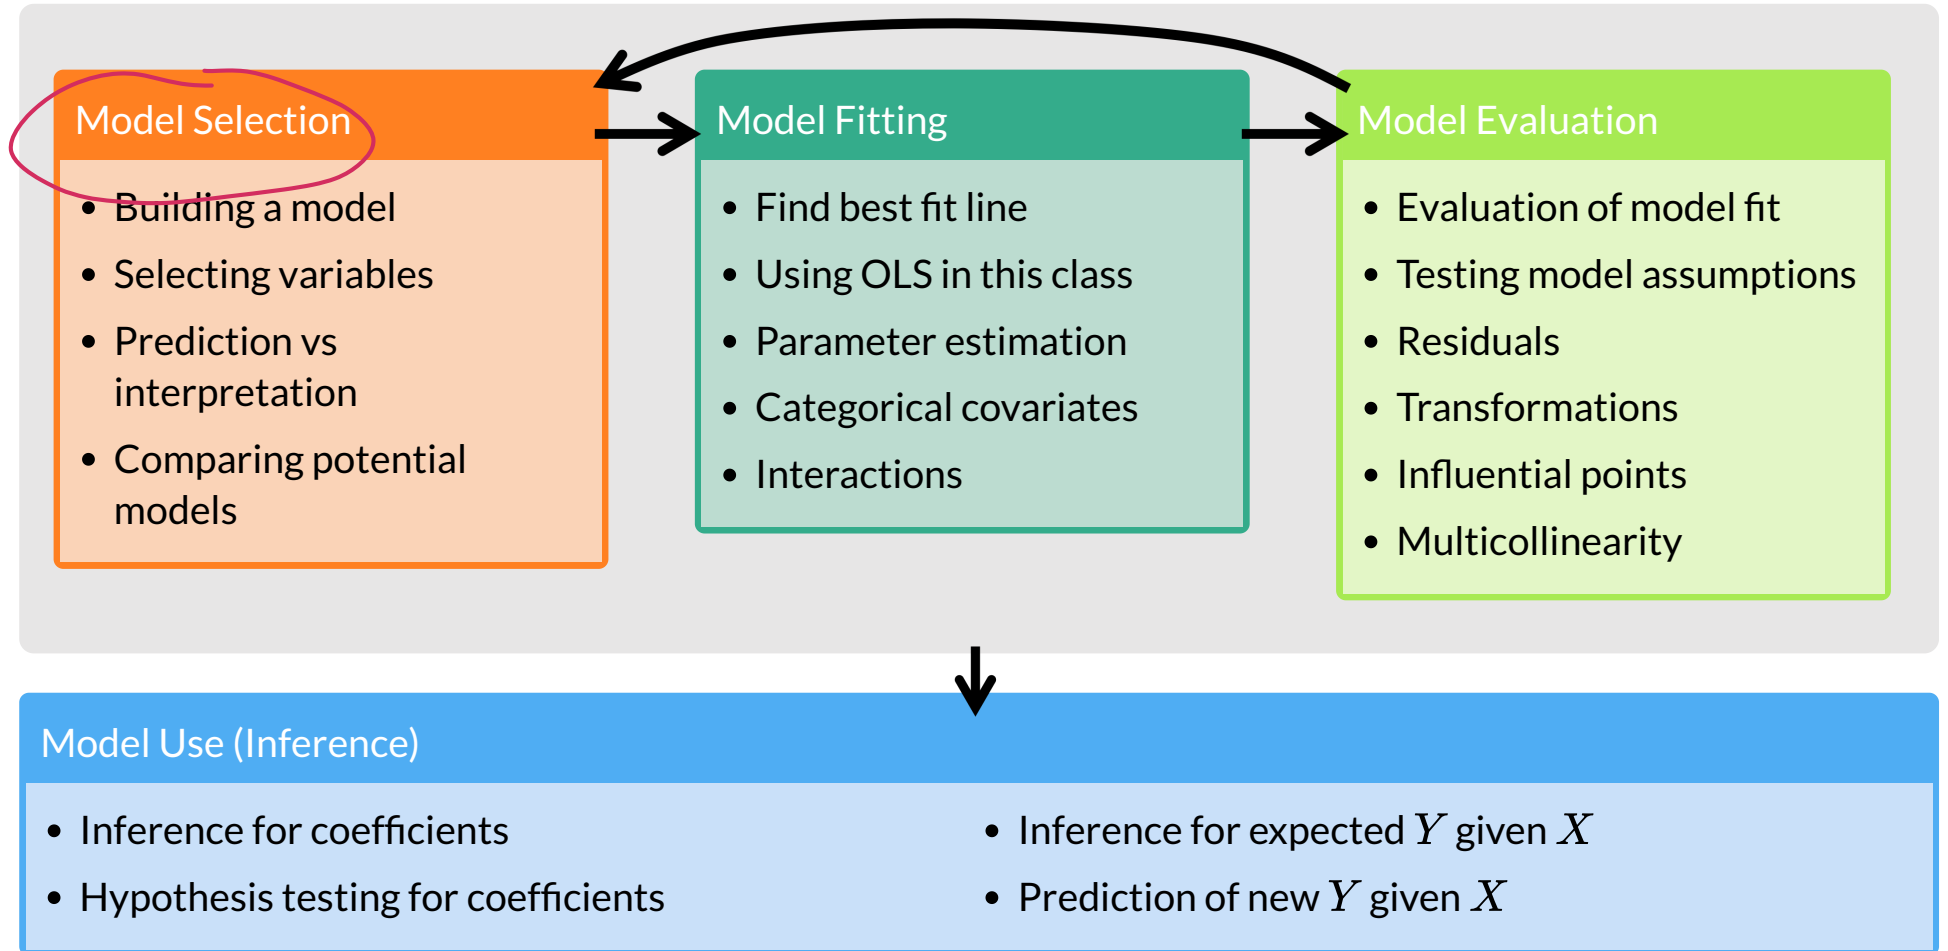 Model Selection
• Building a model
• Selecting variables
• Prediction vs
interpretation
• Comparing potential
models
Model Fitting
• Find best fit line
• Using OLS in this class
• Parameter estimation
• Categorical covariates
• Interactions
Model Evaluation
• Evaluation of model fit
• Testing model assumptions
• Residuals
• Transformations
• Influential points
• Multicollinearity
Model Use (Inference)
• Inference for coefficients
• Hypothesis testing for coefficients
• Inference for expected Y given X
• Prediction of new Y given X